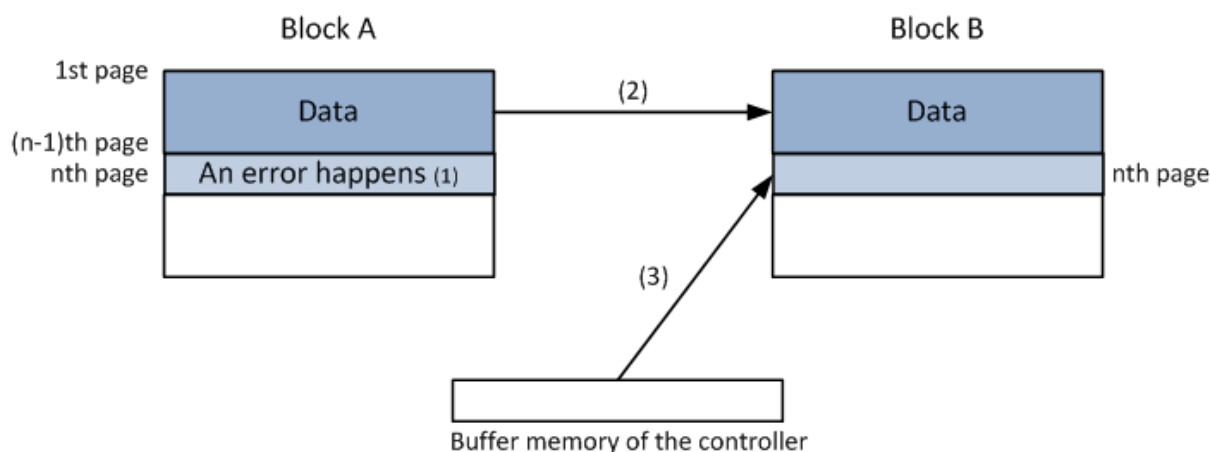 Block A
Block B
1st page
Data
(2)
Data
(n-1)th page
nth page
An error happens (1)
nth page
(3)
Buffer memory of the controller